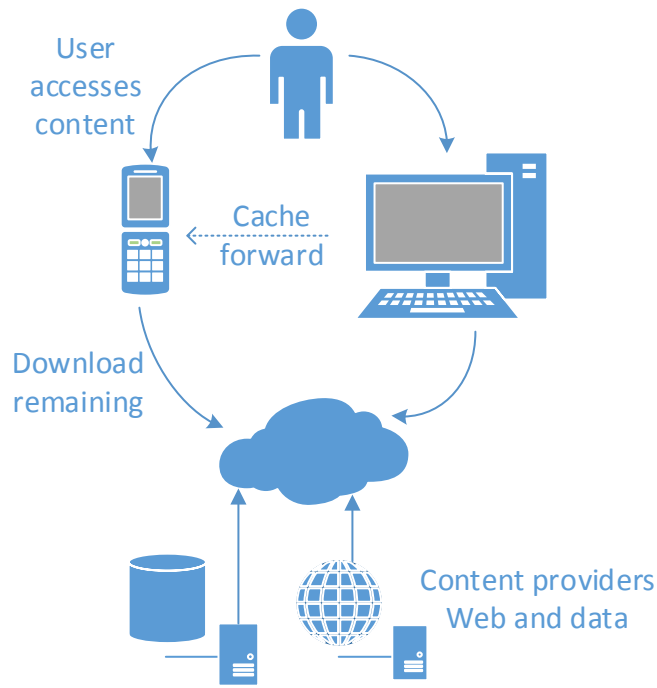 User
accesses
content
Cache
forward
Download
remaining
Content providers
Web and data